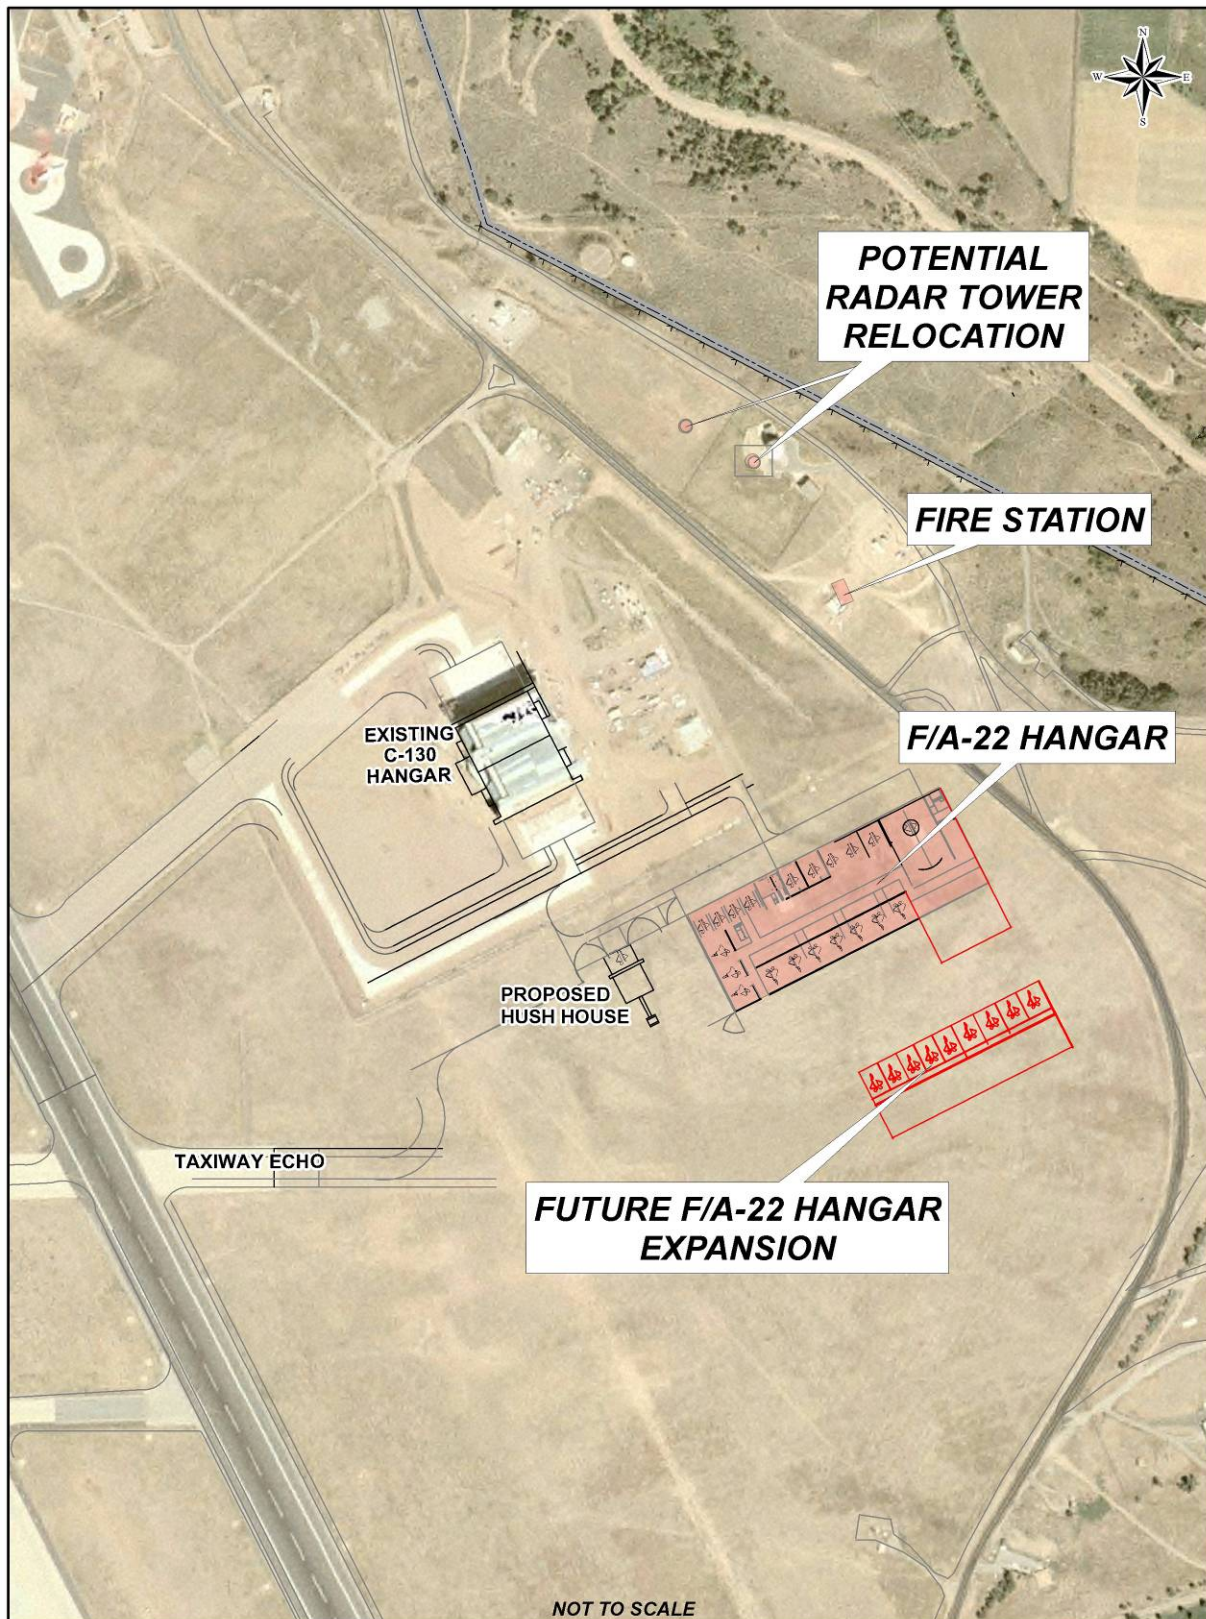 N
W E
S
POTENTIAL
RADAR TOWER
RELOCATION
FIRE STATION
F/A-22 HANGAR
EXISTING
C-130
HANGAR
PROPOSED
HUSH HOUSE
TAXIWAY ECHO
FUTURE F/A-22 HANGAR
EXPANSION
NOT TO SCALE